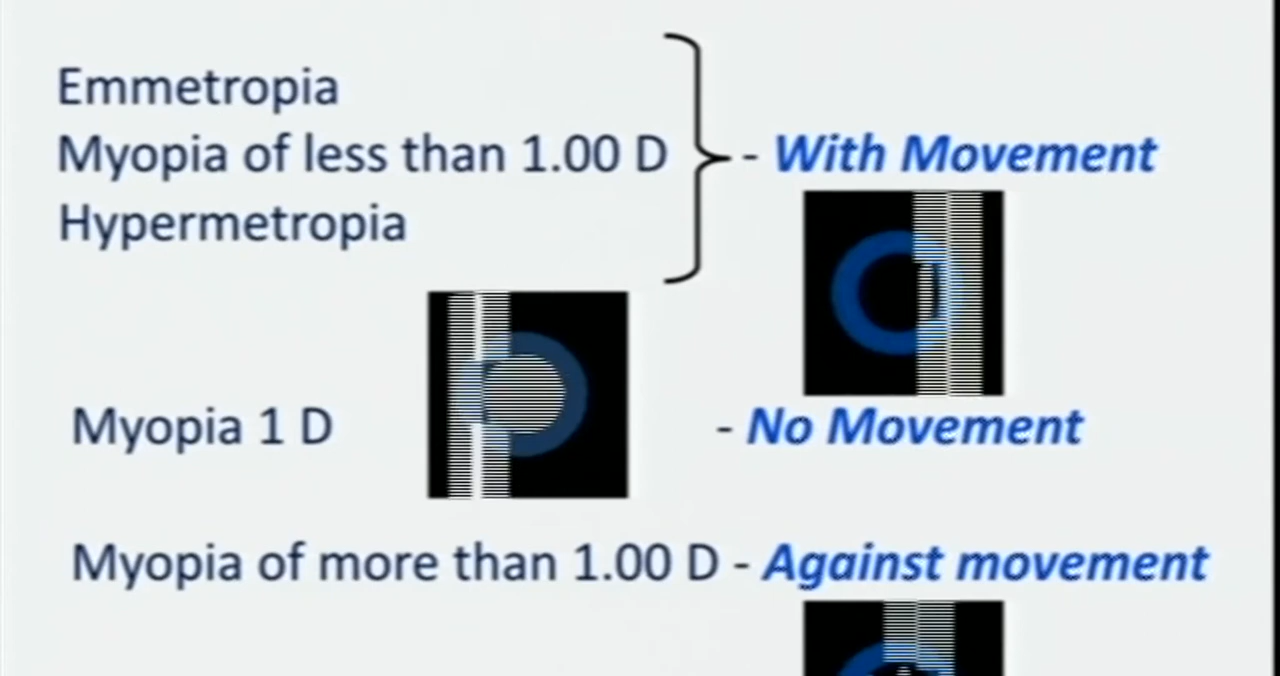 Emmetropia
Myopia of less than 1.00 D - With Movement
Hypermetropia
Myopia 1 D - No Movement
Myopia of more than 1.00 D - Against movement